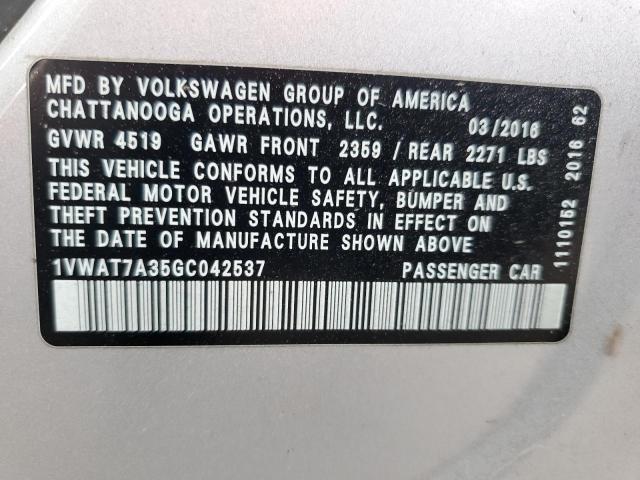 MFD BY VOLKSWAGEN GROUP OF AMERICA
CHATTANOOGA OPERATIONS, LLC. 03/2016
GVWR 4519 GAWR FRONT 2359 / REAR 2271 LBS
THIS VEHICLE CONFORMS TO ALL APPLICABLE U.S.
FEDERAL MOTOR VEHICLE SAFETY, BUMPER AND
THEFT PREVENTION STANDARDS IN EFFECT ON
THE DATE OF MANUFACTURE SHOWN ABOVE
1VWAT7A35GC042537 PASSENGER CAR
1110152 2016 62